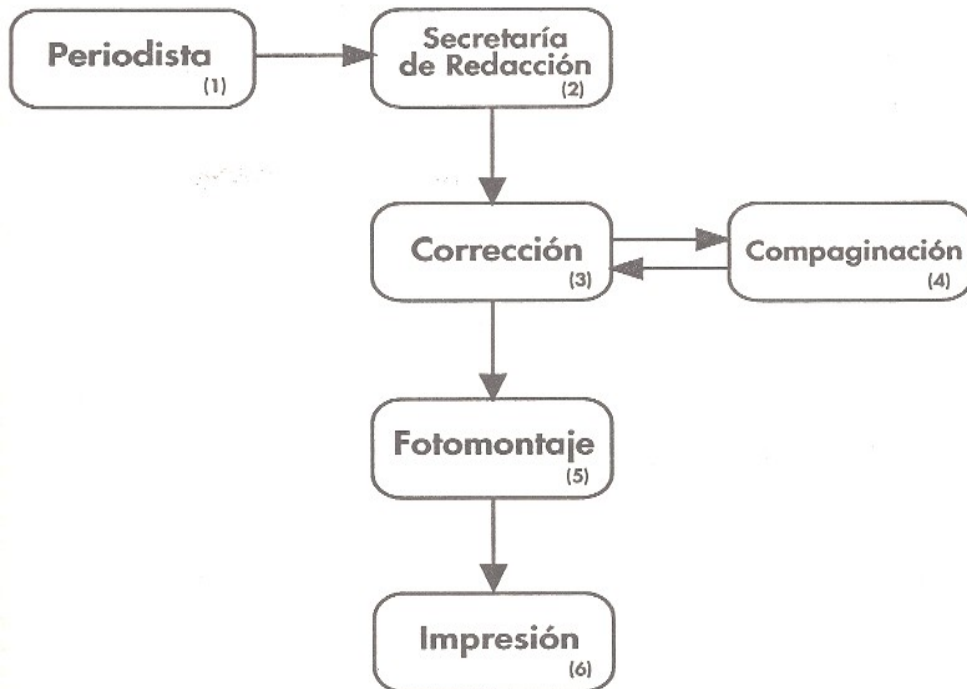 Periodista
(1)
Secretaría
de Redacción
(2)
Corrección
(3)
Compaginación
(4)
Fotomontaje
(5)
Impresión
(6)